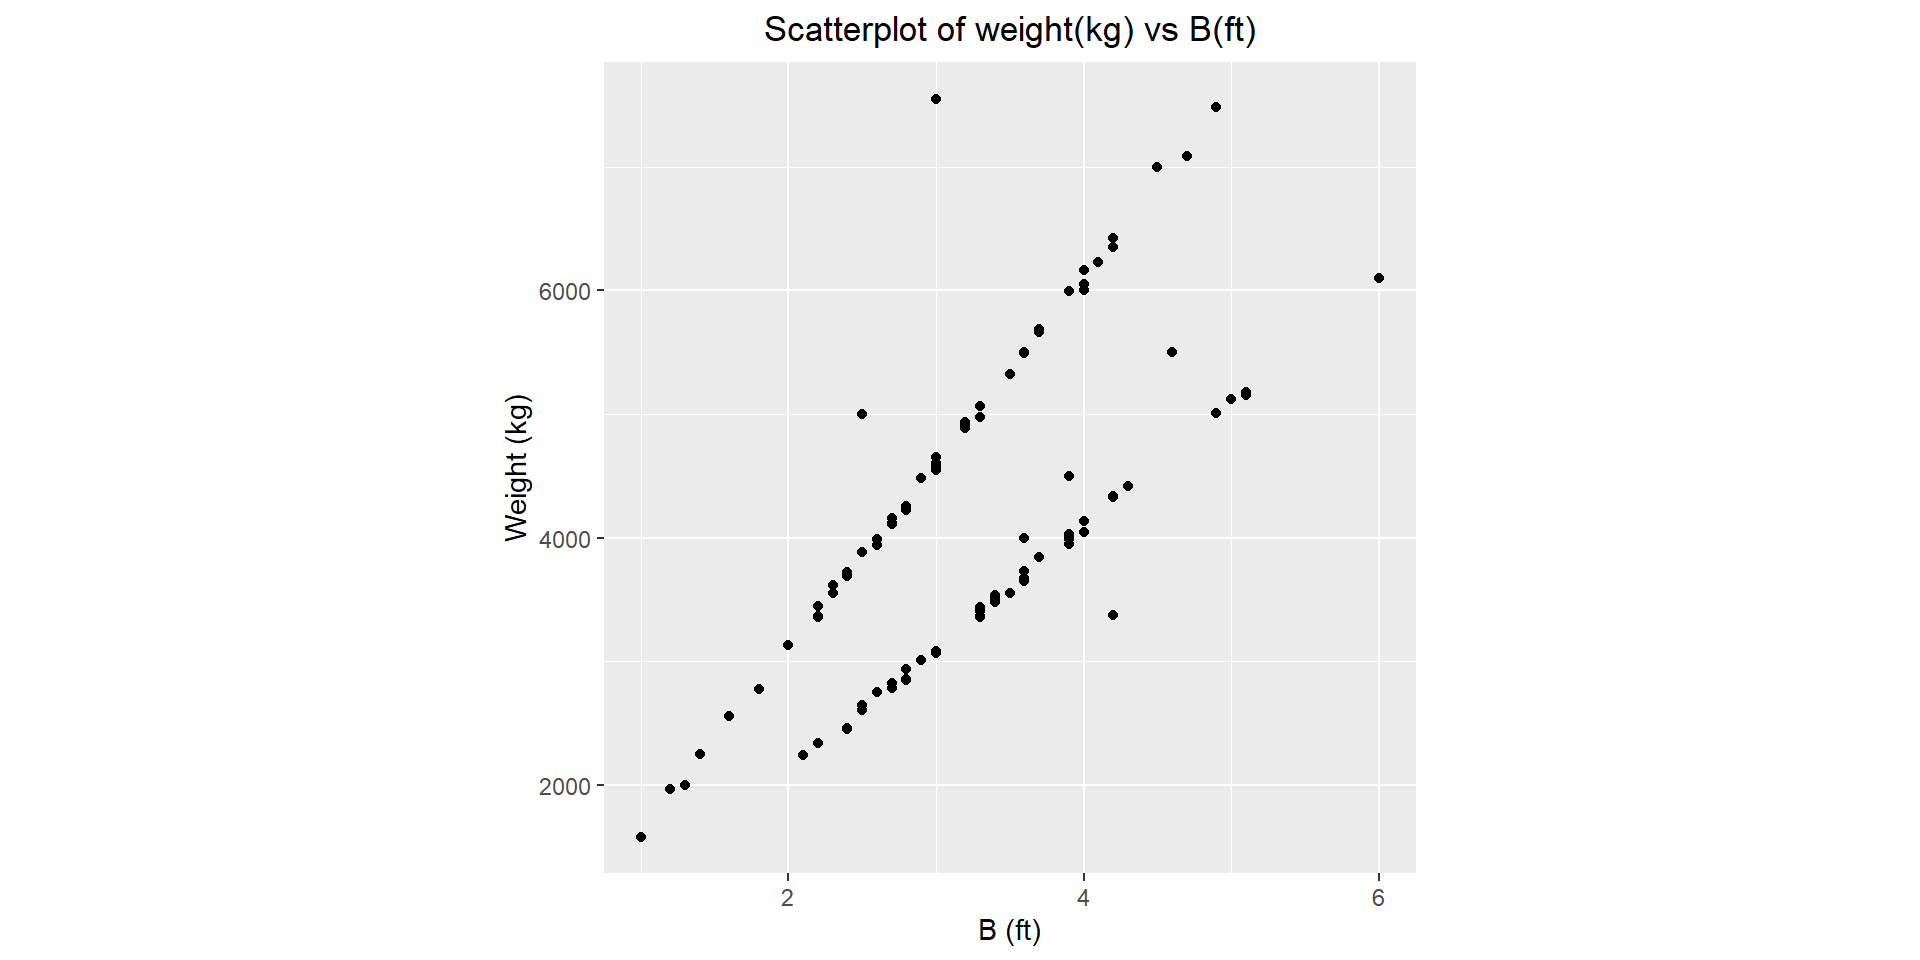 Scatterplot of weight(kg) vs B(ft)
Weight (kg)
6000
4000
2000
2 4 6
B (ft)